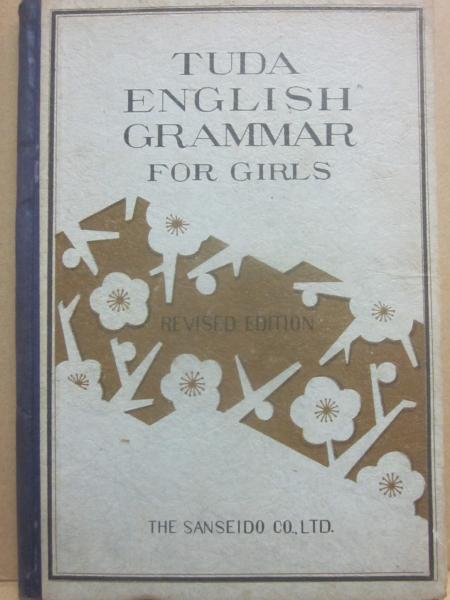 TUDA
ENGLISH
GRAMMAR
FOR GIRLS
REVISED EDITION
THE SANSEIDO CO., LTD.